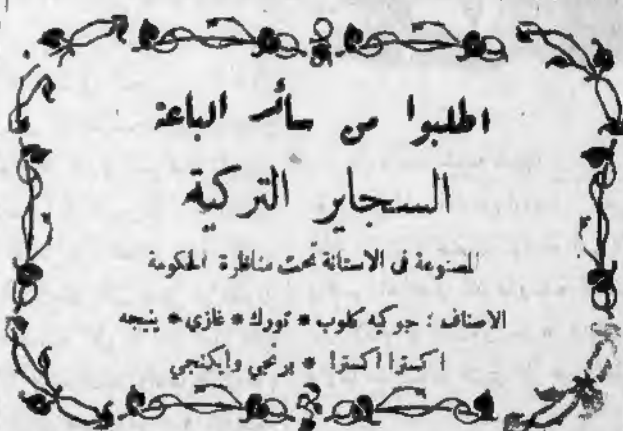 اطلبوا من سائر الباعة
السجاير التركية
المصنوعة في الاستانة تحت مناظرة الحكومة
الاصناف : جوكيه كلوب * تورك * غازي * ينيجه
اكسترا اكسترا * برنجي وايكنجي